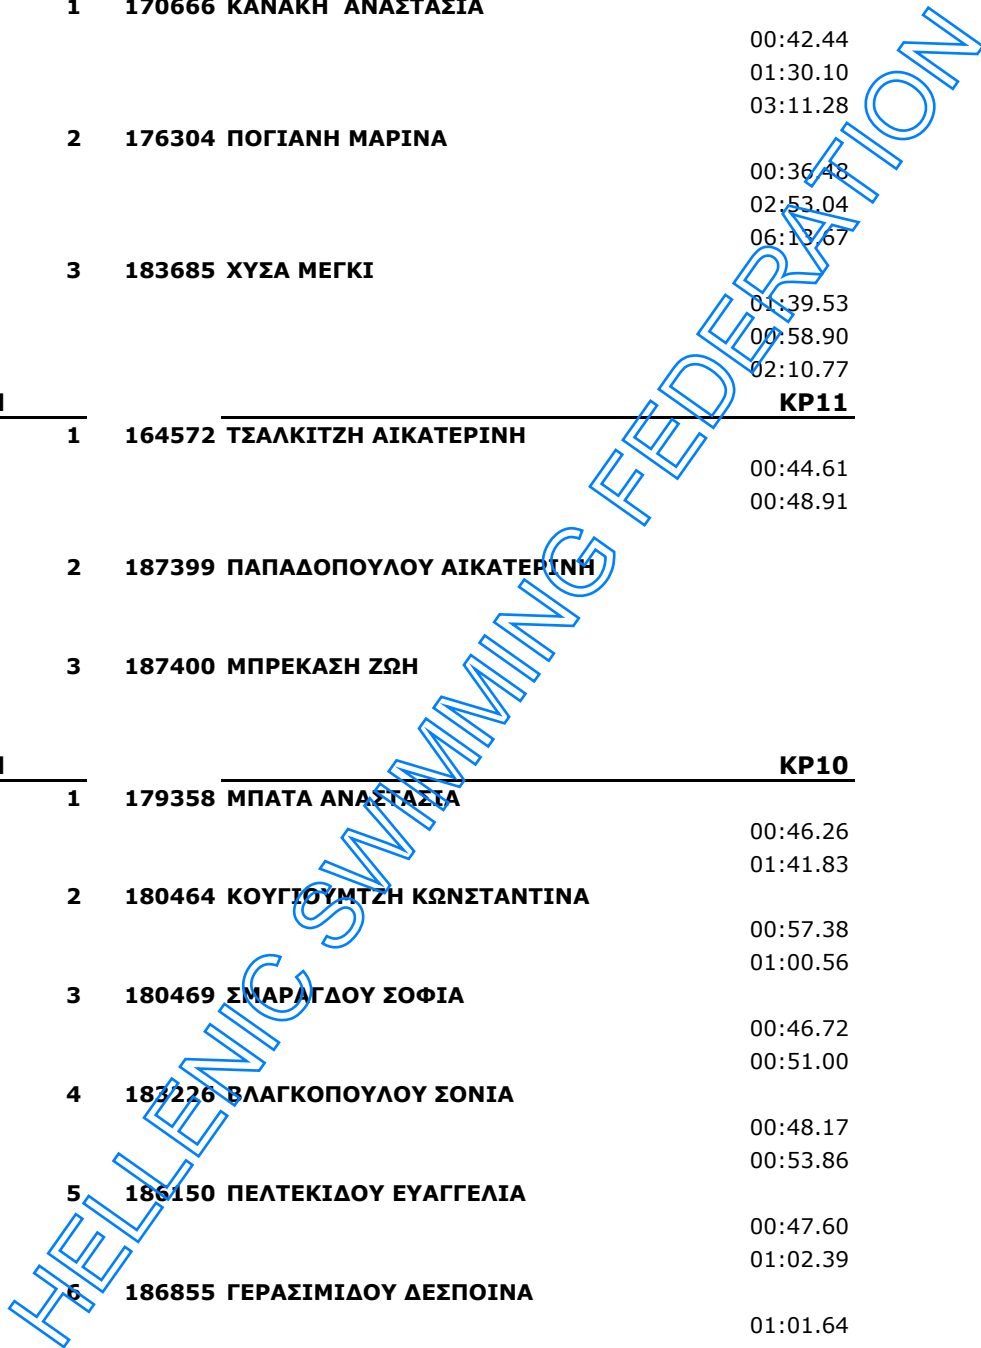 1 170666 ΚΑΝΑΚΗ ΑΝΑΣΤΑΣΙΑ
00:42.44
01:30.10
03:11.28
2 176304 ΠΟΓΙΑΝΗ ΜΑΡΙΝΑ
00:36.48
02:53.04
06:13.67
3 183685 ΧΥΣΑ ΜΕΓΚΙ
01:39.53
00:58.90
02:10.77
ΚΡ11
1 164572 ΤΣΑΛΚΙΤΖΗ ΑΙΚΑΤΕΡΙΝΗ
00:44.61
00:48.91
2 187399 ΠΑΠΑΔΟΠΟΥΛΟΥ ΑΙΚΑΤΕΡΙΝΗ
3 187400 ΜΠΡΕΚΑΣΗ ΖΩΗ
ΚΡ10
1 179358 ΜΠΑΤΑ ΑΝΑΣΤΑΣΙΑ
00:46.26
01:41.83
2 180464 ΚΟΥΓΙΟΥΜΤΖΗ ΚΩΝΣΤΑΝΤΙΝΑ
00:57.38
01:00.56
3 180469 ΣΜΑΡΑΓΔΟΥ ΣΟΦΙΑ
00:46.72
00:51.00
4 183226 ΒΛΑΓΚΟΠΟΥΛΟΥ ΣΟΝΙΑ
00:48.17
00:53.86
5 186150 ΠΕΛΤΕΚΙΔΟΥ ΕΥΑΓΓΕΛΙΑ
00:47.60
01:02.39
6 186855 ΓΕΡΑΣΙΜΙΔΟΥ ΔΕΣΠΟΙΝΑ
01:01.64
HELLENIC SWIMMING FEDERATION